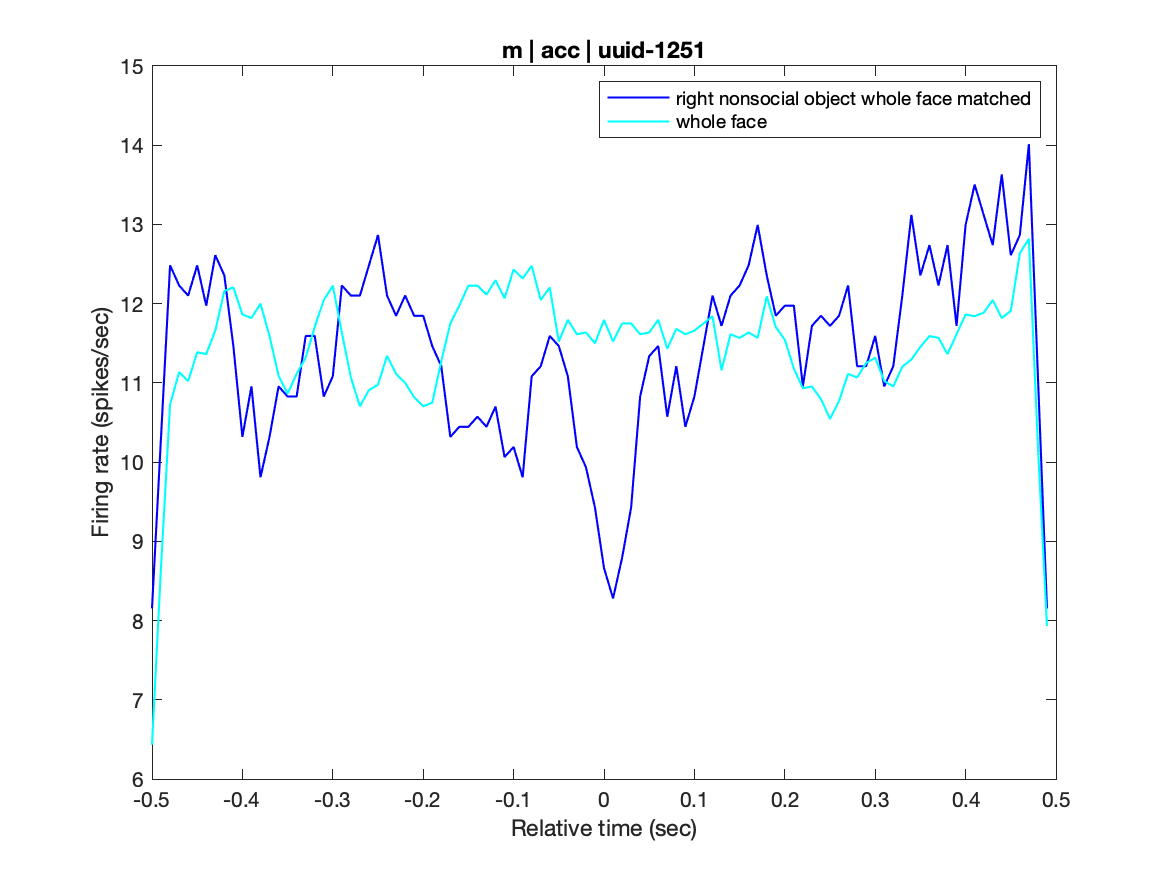 m | acc | uuid-1251
right nonsocial object whole face matched
whole face
Firing rate (spikes/sec)
15
14
13
12
11
10
9
8
7
6
-0.5 -0.4 -0.3 -0.2 -0.1 0 0.1 0.2 0.3 0.4 0.5
Relative time (sec)